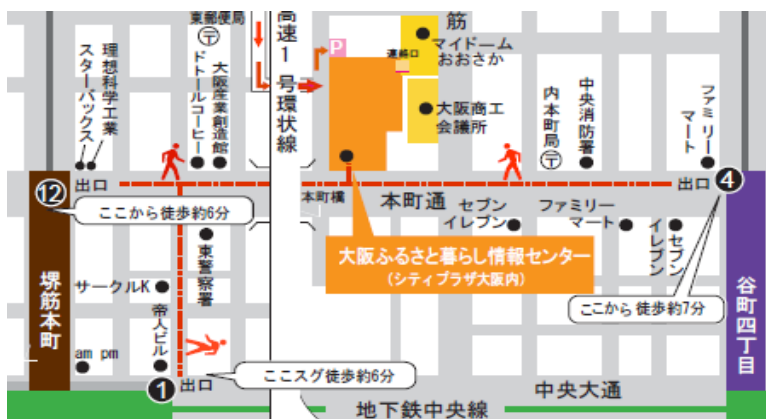 東郵便局
高速1号環状線
筋
P
連絡口
マイドーム
おおさか
理想科学工業
スターバックス
大阪産業創造館
ドトールコーヒー
大阪商工
会議所
内本町局
中央消防署
ファミリー
マート
12
出口
ここから徒歩約6分
本町橋
本町通
セブン
イレブン
ファミリー
マート
出口
4
大阪ふるさと暮らし情報センター
(シティプラザ大阪内)
セブン
イレブン
ここから 徒歩約7分
堺筋本町
谷町四丁目
東警察署
サークルK
帝人ビル
am pm
1
出口
ここスグ徒歩約6分
中央大通
地下鉄中央線